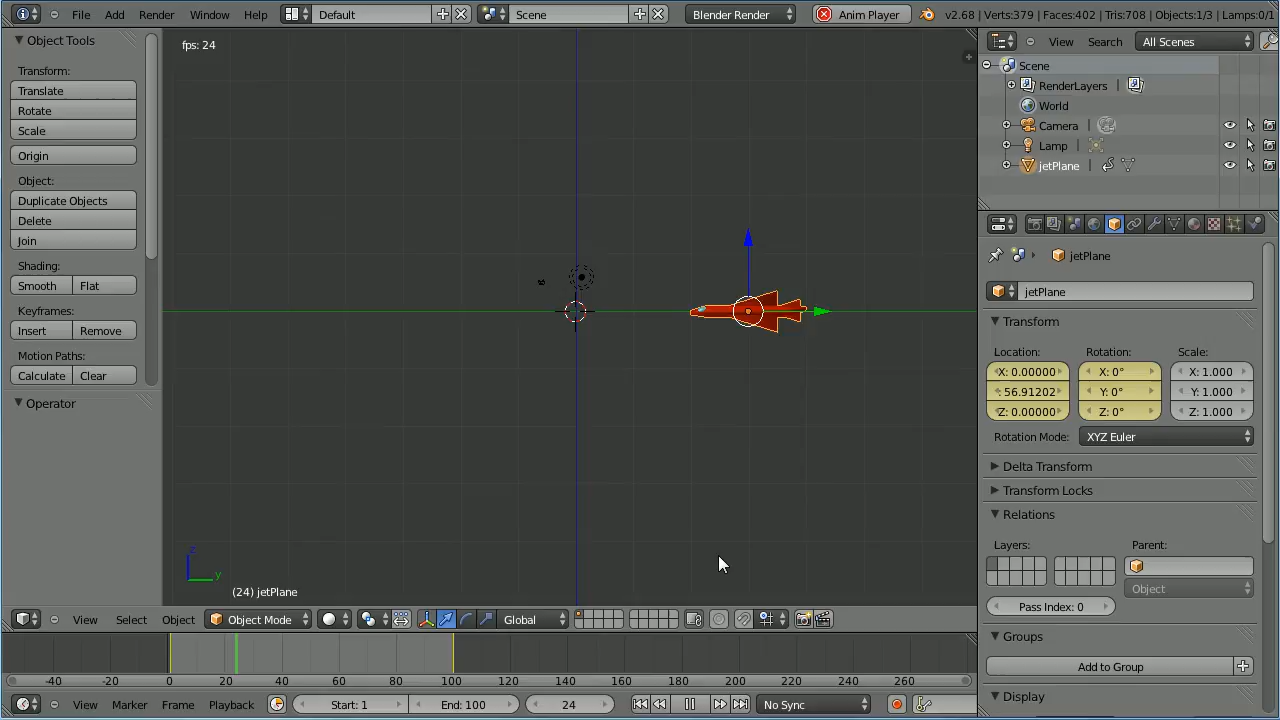 File Add Render Window Help Default Scene Blender Render Anim Player v2.68 | Verts:379 | Faces:402 | Tris:708 | Objects:1/3 | Lamps:0/1
Object Tools
Transform:
Translate
Rotate
Scale
Origin
Object:
Duplicate Objects
Delete
Join
Shading:
Smooth Flat
Keyframes:
Insert Remove
Motion Paths:
Calculate Clear
Operator
fps: 24
z
y
(24) jetPlane
View Select Object Object Mode Global
-40 -20 0 20 40 60 80 100 120 140 160 180 200 220 240 260
View Marker Frame Playback Start: 1 End: 100 24 No Sync
View Search All Scenes
Scene
RenderLayers |
World
Camera |
Lamp |
jetPlane |
jetPlane
jetPlane
Transform
Location: Rotation: Scale:
X: 0.00000 X: 0° X: 1.000
: 56.91202 Y: 0° Y: 1.000
Z: 0.00000 Z: 0° Z: 1.000
Rotation Mode: XYZ Euler
Delta Transform
Transform Locks
Relations
Layers: Parent:
Object
Pass Index: 0
Groups
Add to Group
Display